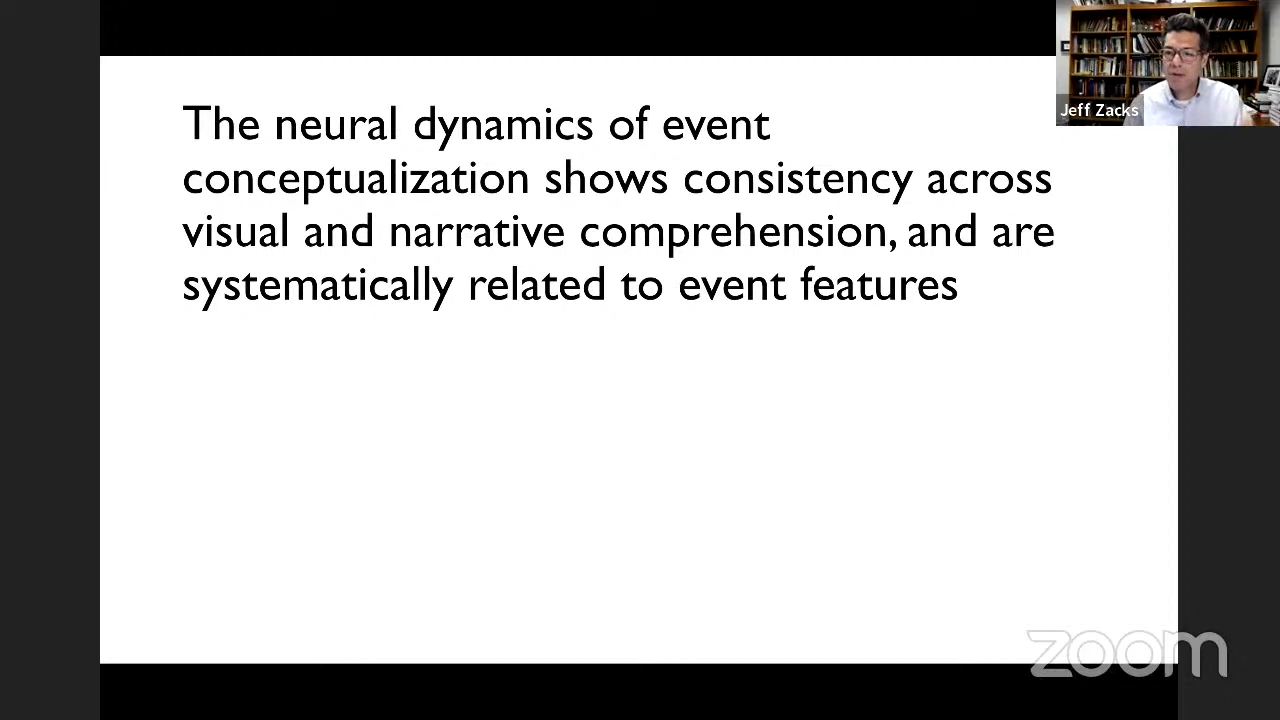 The neural dynamics of event
conceptualization shows consistency across
visual and narrative comprehension, and are
systematically related to event features
Jeff Zacks
zoom